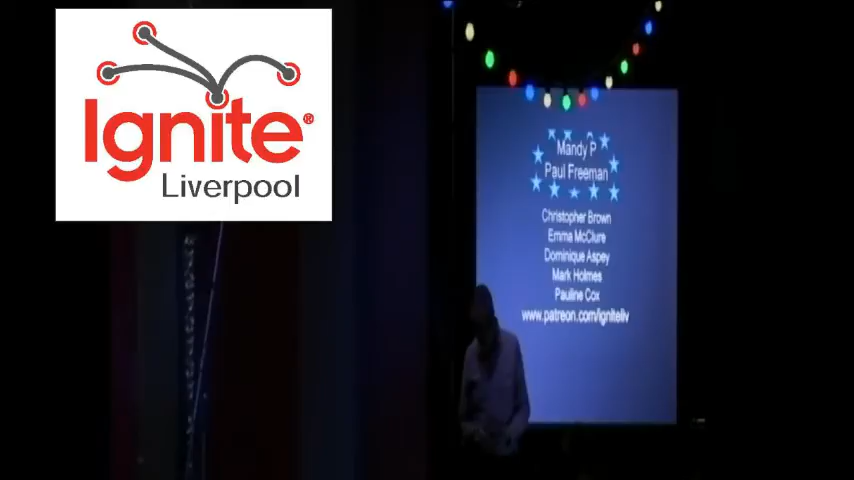 Ignite®
Liverpool
Mandy P
Paul Freeman
Christopher Brown
Emma McClure
Dominique Aspey
Mark Holmes
Pauline Cox
www.patreon.com/igniteliv